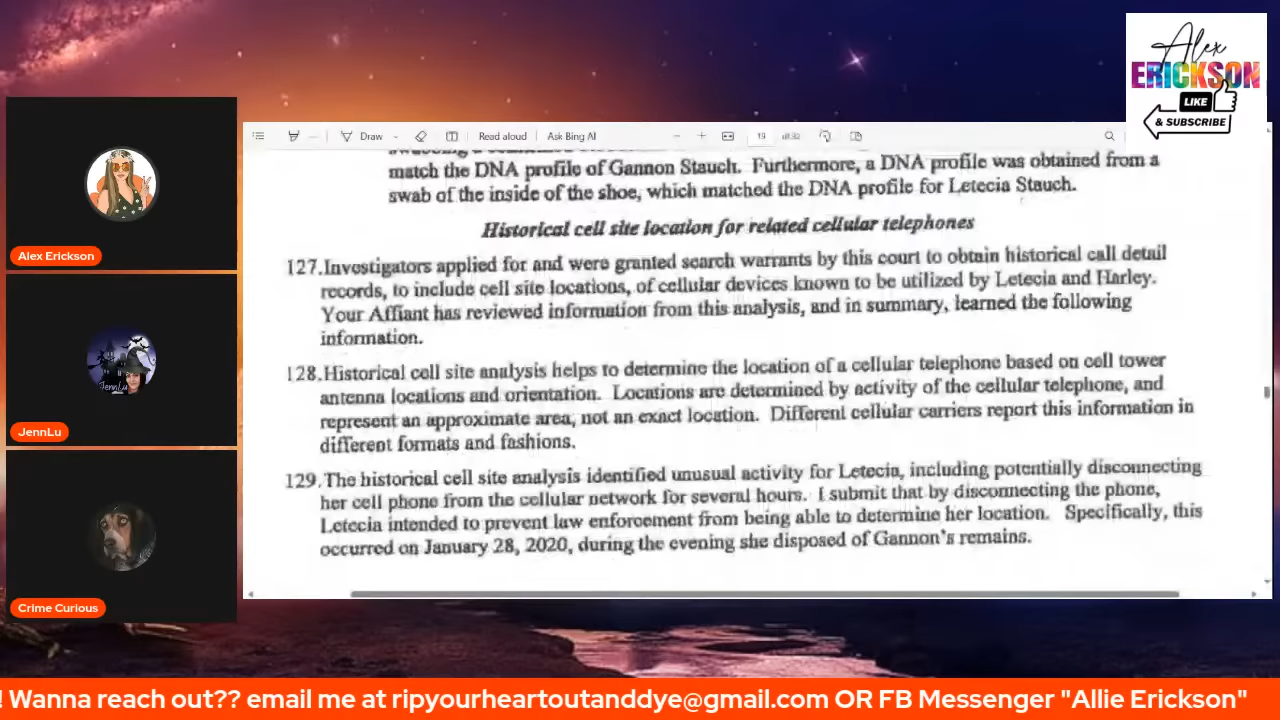 Alex
ERICKSON
LIKE
& SUBSCRIBE
Draw
Read aloud
Ask Bing AI
19
of 32
match the DNA profile of Gannon Stauch. Furthermore, a DNA profile was obtained from a
swab of the inside of the shoe, which matched the DNA profile for Letecia Stauch.
Historical cell site location for related cellular telephones
127.Investigators applied for and were granted search warrants by this court to obtain historical call detail
records, to include cell site locations, of cellular devices known to be utilized by Letecia and Harley.
Your Affiant has reviewed information from this analysis, and in summary, learned the following
information.
128.Historical cell site analysis helps to determine the location of a cellular telephone based on cell tower
antenna locations and orientation. Locations are determined by activity of the cellular telephone, and
represent an approximate area, not an exact location. Different cellular carriers report this information in
different formats and fashions.
129.The historical cell site analysis identified unusual activity for Letecia, including potentially disconnecting
her cell phone from the cellular network for several hours. I submit that by disconnecting the phone,
Letecia intended to prevent law enforcement from being able to determine her location. Specifically, this
occurred on January 28, 2020, during the evening she disposed of Gannon's remains.
Alex Erickson
JennLu
JennLu
Crime Curious
! Wanna reach out?? email me at ripyourheartoutanddye@gmail.com OR FB Messenger "Allie Erickson"